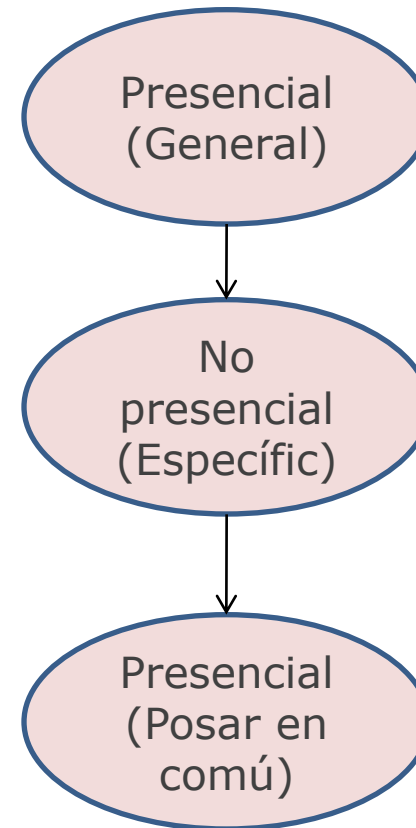 Presencial
(General)
No
presencial
(Específic)
Presencial
(Posar en
comú)